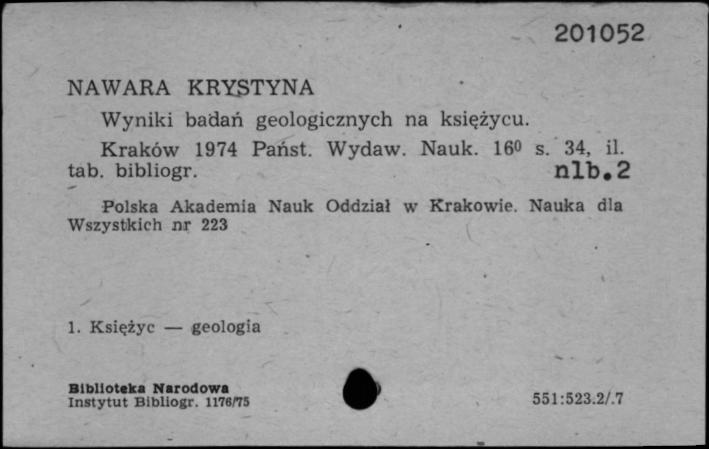 201052
NAWARA KRYSTYNA
Wyniki badań geologicznych na księżycu.
Kraków 1974 Państ. Wydaw. Nauk. 16⁰ s. 34, il.
tab. bibliogr. nlb.2
Polska Akademia Nauk Oddział w Krakowie. Nauka dla
Wszystkich nr 223
1. Księżyc — geologia
Biblioteka Narodowa
Instytut Bibliogr. 1176/75
551:523.2/.7